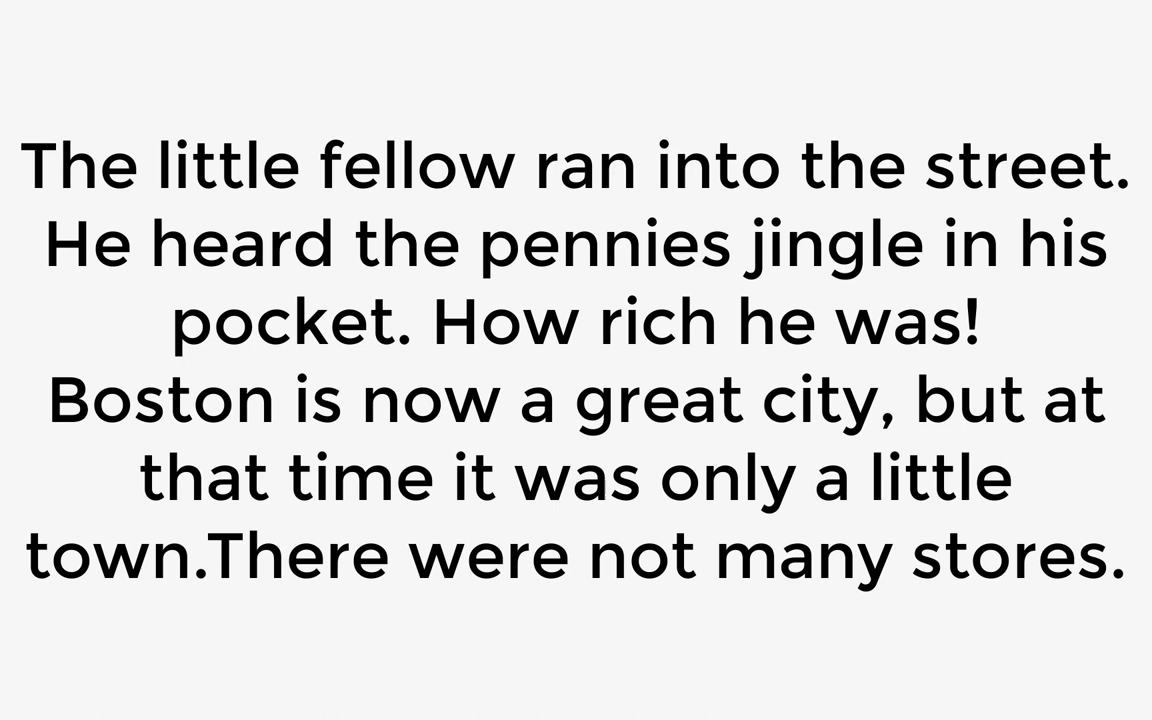 The little fellow ran into the street.
He heard the pennies jingle in his
pocket. How rich he was!
Boston is now a great city, but at
that time it was only a little
town.There were not many stores.